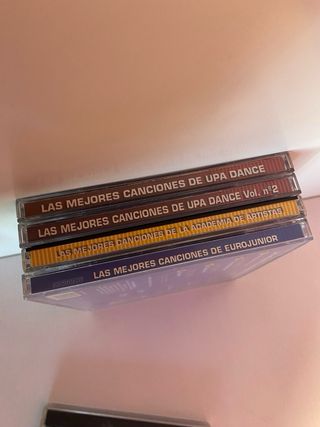 LAS MEJORES CANCIONES DE UPA DANCE
LAS MEJORES CANCIONES DE UPA DANCE Vol. nº2
LAS MEJORES CANCIONES DE LA ACADEMIA DE ARTISTAS
LAS MEJORES CANCIONES DE EUROJUNIOR